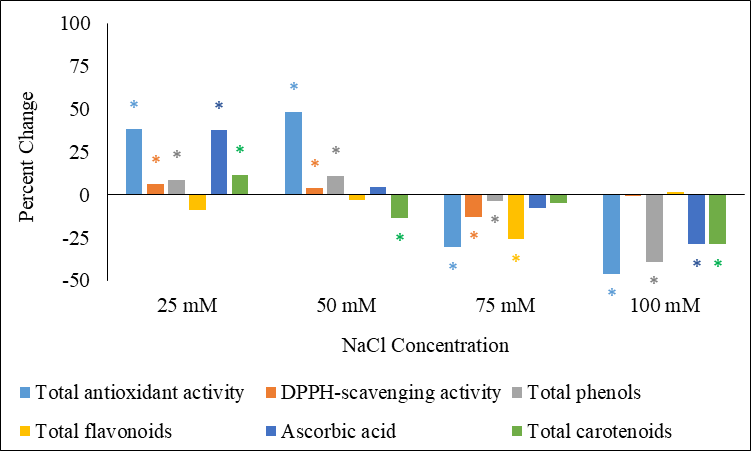 100
75
50
25
0
-25
-50
Percent Change
* * * * *
* * *
* * * * *
* * * *
25 mM 50 mM 75 mM 100 mM
NaCl Concentration
Total antioxidant activity DPPH-scavenging activity Total phenols
Total flavonoids Ascorbic acid Total carotenoids